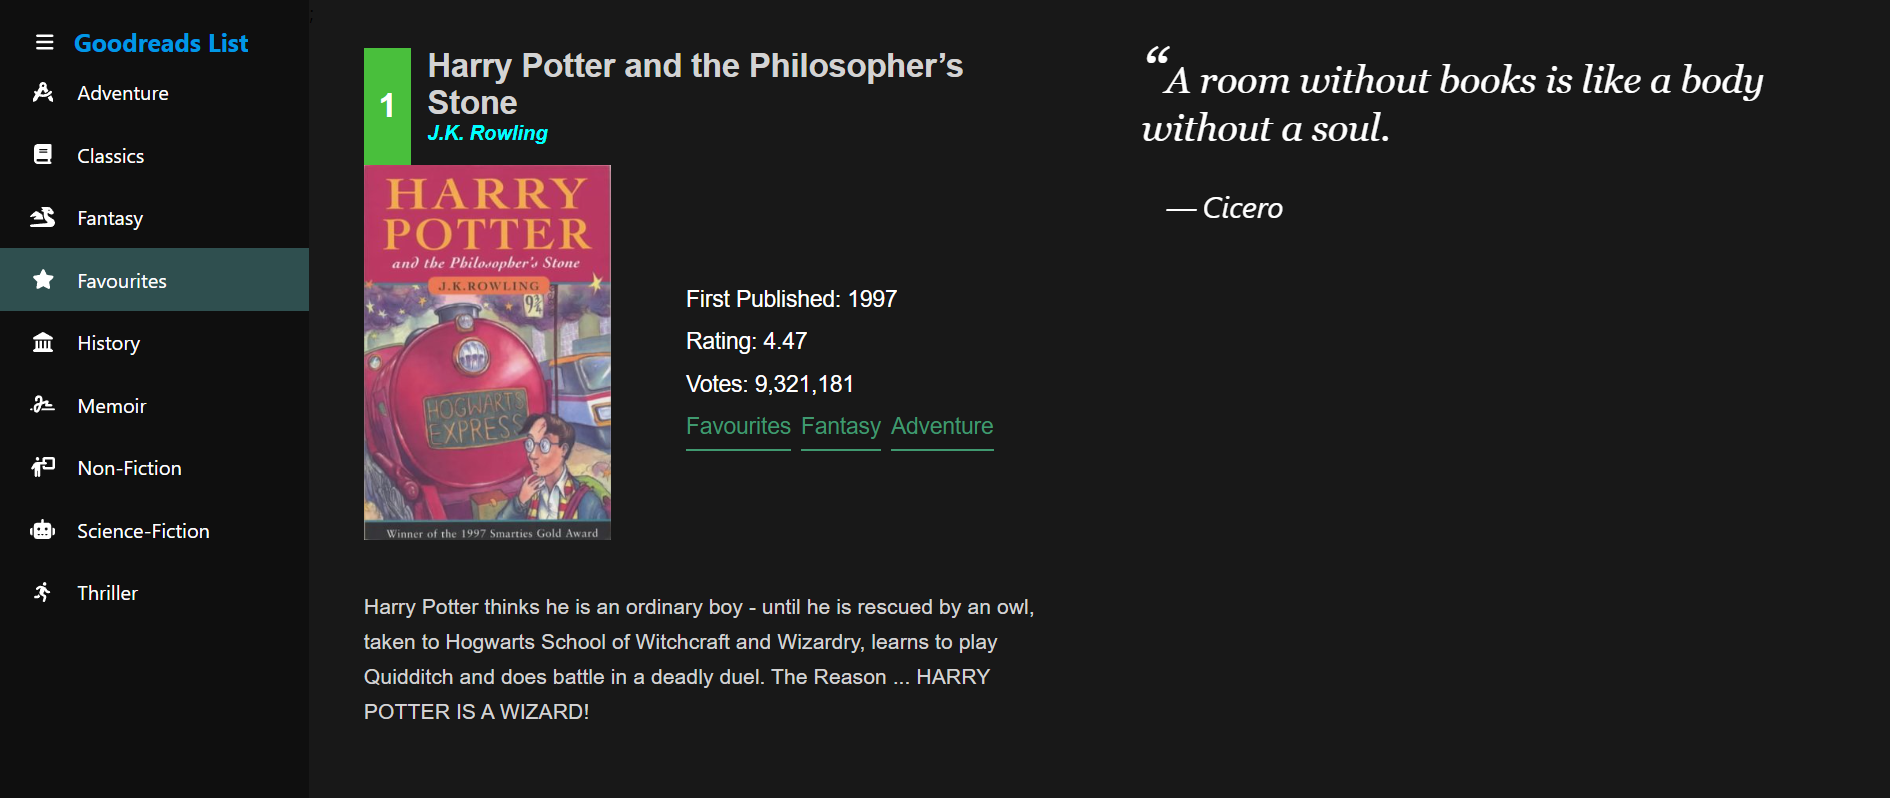 Goodreads List
Adventure
Classics
Fantasy
Favourites
History
Memoir
Non-Fiction
Science-Fiction
Thriller
1
Harry Potter and the Philosopher’s
Stone
J.K. Rowling
HARRY
POTTER
and the Philosopher's Stone
J.K.ROWLING
9¾
HOGWARTS
EXPRESS
Winner of the 1997 Smarties Gold Award
First Published: 1997
Rating: 4.47
Votes: 9,321,181
Favourites Fantasy Adventure
Harry Potter thinks he is an ordinary boy - until he is rescued by an owl,
taken to Hogwarts School of Witchcraft and Wizardry, learns to play
Quidditch and does battle in a deadly duel. The Reason ... HARRY
POTTER IS A WIZARD!
“A room without books is like a body
without a soul.
— Cicero